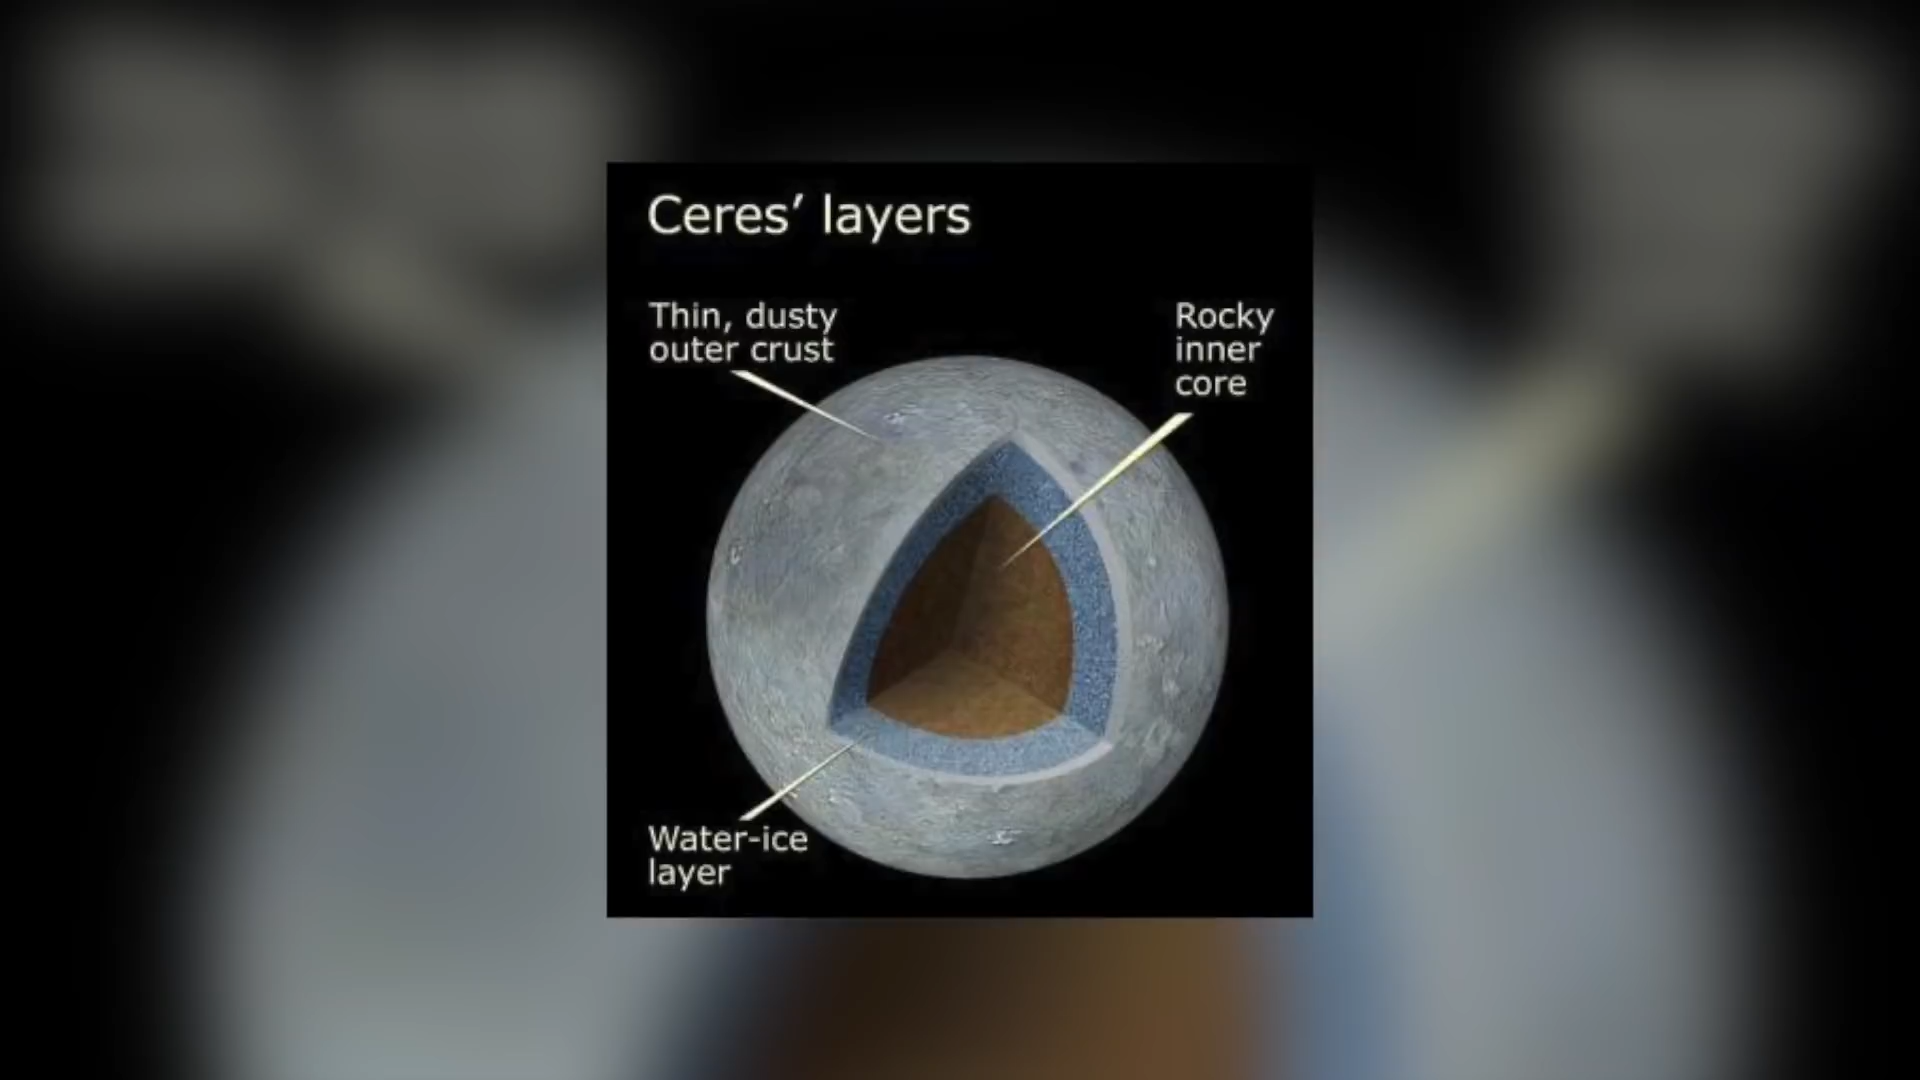 Ceres’ layers
Thin, dusty
outer crust
Rocky
inner
core
Water-ice
layer